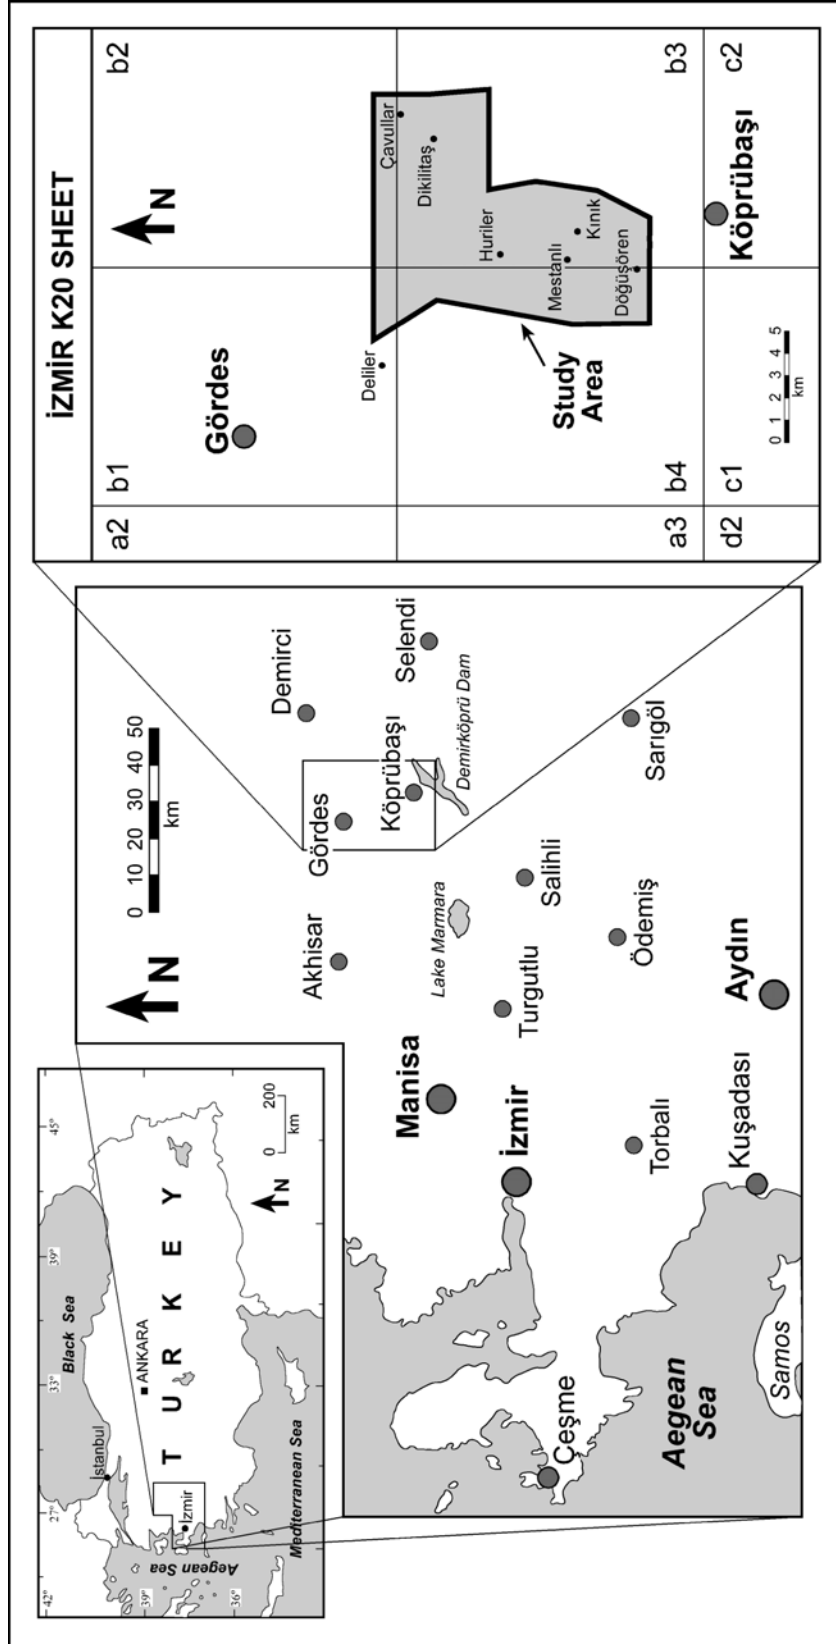 42°
39°
36°
27°
33°
39°
45°
Black Sea
İstanbul
ANKARA
TURKEY
İzmir
Aegean Sea
Mediterranean Sea
N
0 200
km
N
0 10 20 30 40 50
km
Akhisar
Gördes
Demirci
Köprübaşı
Selendi
Demirköprü Dam
Lake Marmara
Manisa
İzmir
Turgutlu
Salihli
Çeşme
Torbalı
Ödemiş
Sarıgöl
Aegean
Sea
Kuşadası
Aydın
Samos
İZMİR K20 SHEET
a2
b1
b2
N
Gördes
Deliler
Çavullar
Dikilitaş
Huriler
Mestanlı
Kınık
Döğüşören
Study
Area
a3
b4
b3
d2
c1
c2
0 1 2 3 4 5
km
Köprübaşı